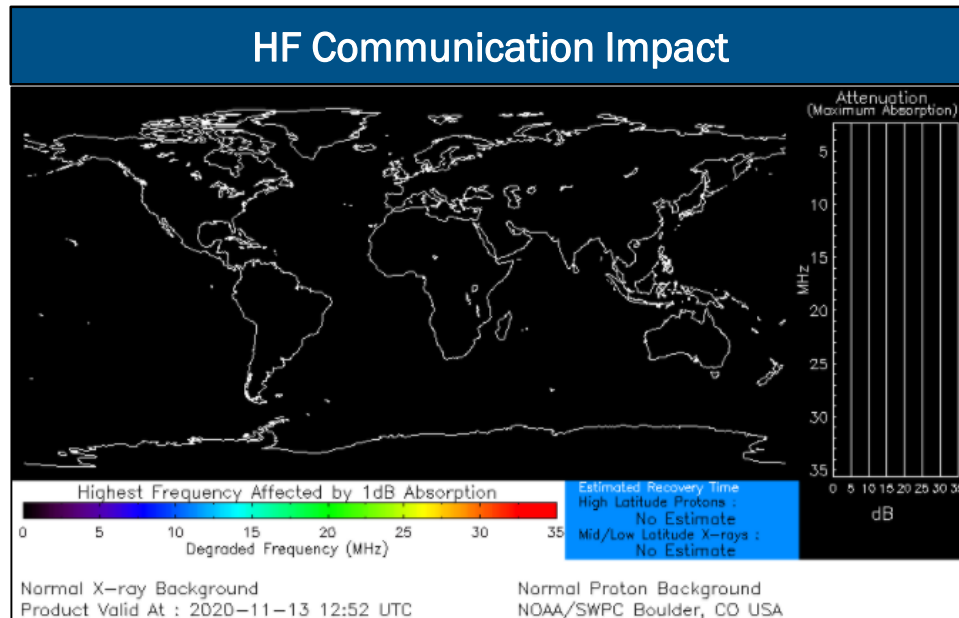 HF Communication Impact
Attenuation
(Maximum Absorption)
5
10
15
20
25
30
35
MHz
0 5 10 15 20 25 30 35
dB
Highest Frequency Affected by 1dB Absorption
0 5 10 15 20 25 30 35
Degraded Frequency (MHz)
Estimated Recovery Time
High Latitude Protons :
No Estimate
Mid/Low Latitude X-rays :
No Estimate
Normal X-ray Background
Product Valid At : 2020-11-13 12:52 UTC
Normal Proton Background
NOAA/SWPC Boulder, CO USA